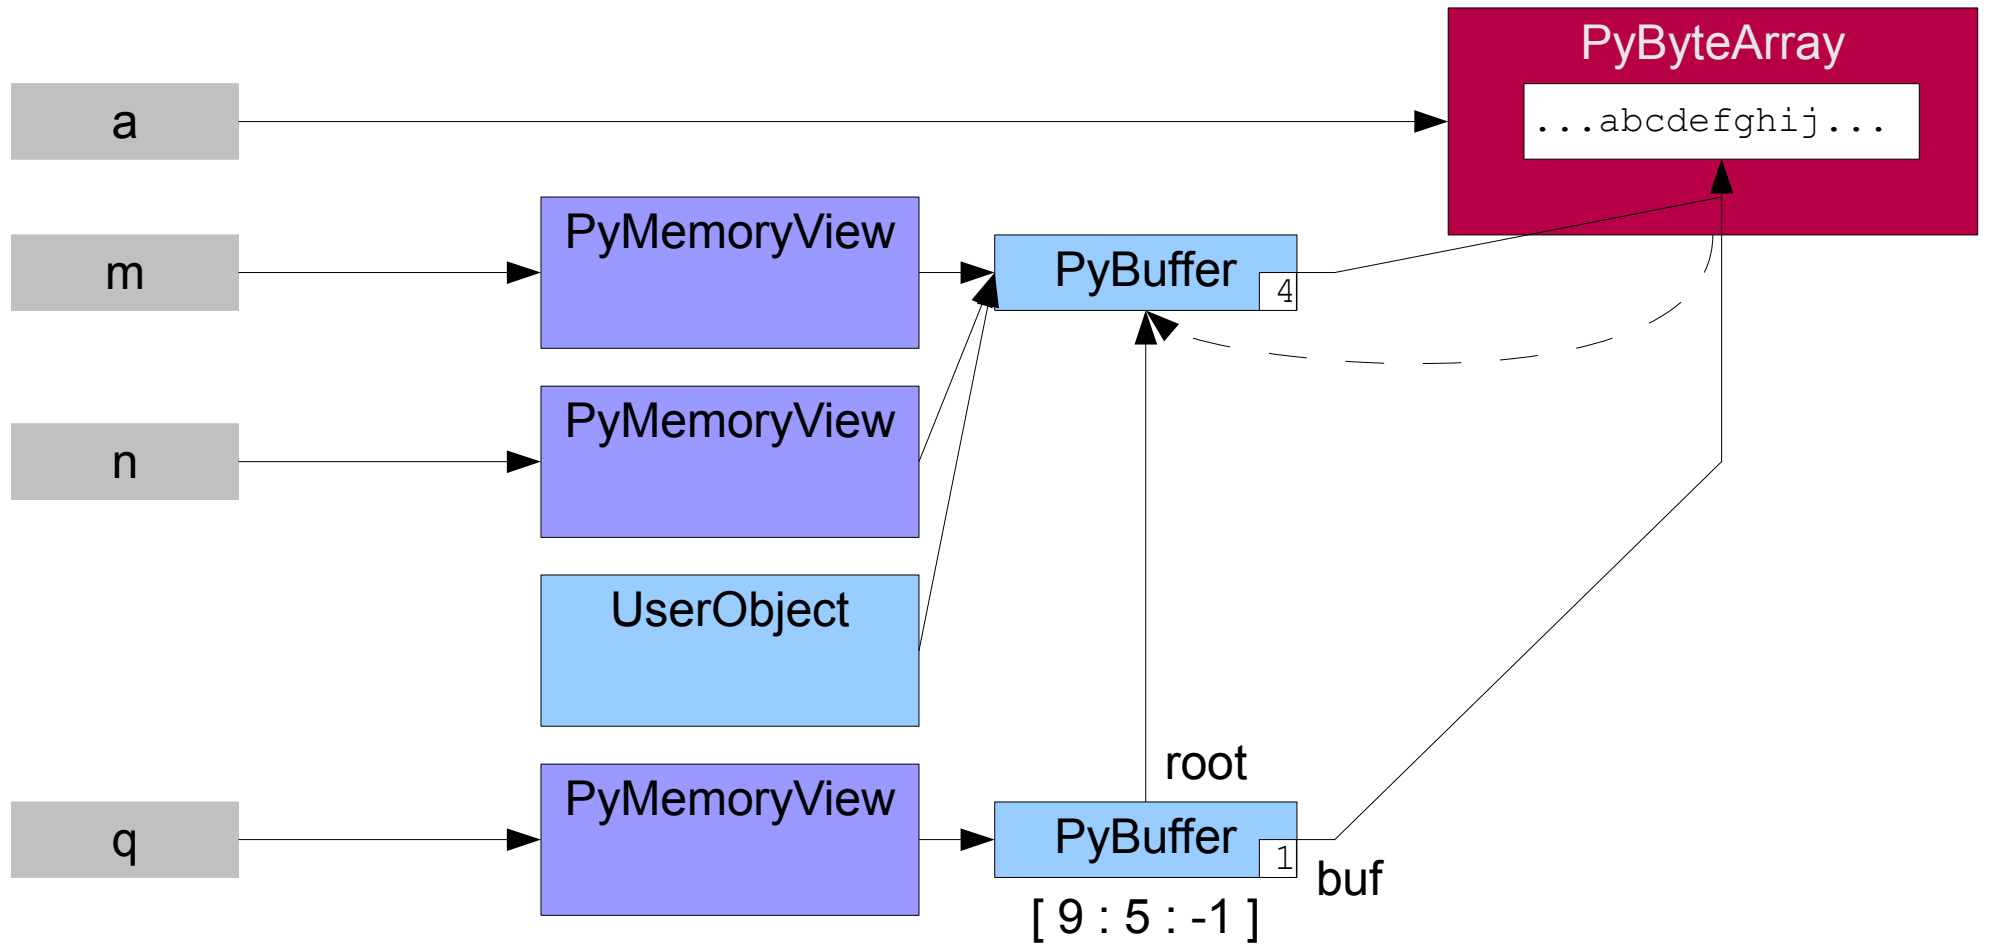 PyByteArray
a
...abcdefghij...
PyMemoryView
m
PyBuffer
4
PyMemoryView
n
UserObject
root
PyMemoryView
q
PyBuffer
1
buf
[ 9 : 5 : -1 ]